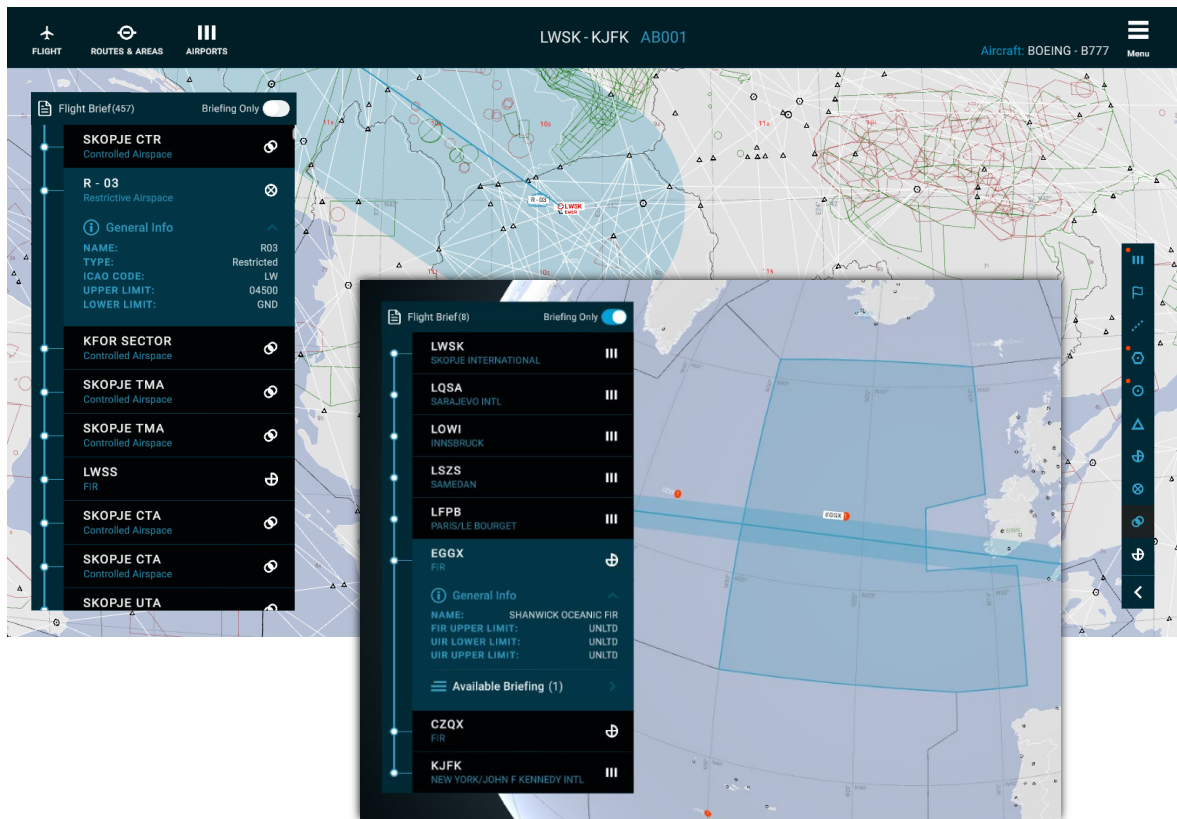 FLIGHT
ROUTES & AREAS
AIRPORTS
LWSK - KJFK AB001
Aircraft: BOEING - B777
Menu
Flight Brief(457)
Briefing Only
SKOPJE CTR
Controlled Airspace
R - 03
Restrictive Airspace
General Info
NAME: R03
TYPE: Restricted
ICAO CODE: LW
UPPER LIMIT: 04500
LOWER LIMIT: GND
KFOR SECTOR
Controlled Airspace
SKOPJE TMA
Controlled Airspace
SKOPJE TMA
Controlled Airspace
LWSS
FIR
SKOPJE CTA
Controlled Airspace
SKOPJE CTA
Controlled Airspace
SKOPJE UTA
R - 03
LWSK
Flight Brief(8)
Briefing Only
LWSK
SKOPJE INTERNATIONAL
LQSA
SARAJEVO INTL
LOWI
INNSBRUCK
LSZS
SAMEDAN
LFPB
PARIS/LE BOURGET
EGGX
FIR
General Info
NAME: SHANWICK OCEANIC FIR
FIR UPPER LIMIT: UNLTD
UIR LOWER LIMIT: UNLTD
UIR UPPER LIMIT: UNLTD
Available Briefing (1)
CZQX
FIR
KJFK
NEW YORK/JOHN F KENNEDY INTL
EGGX